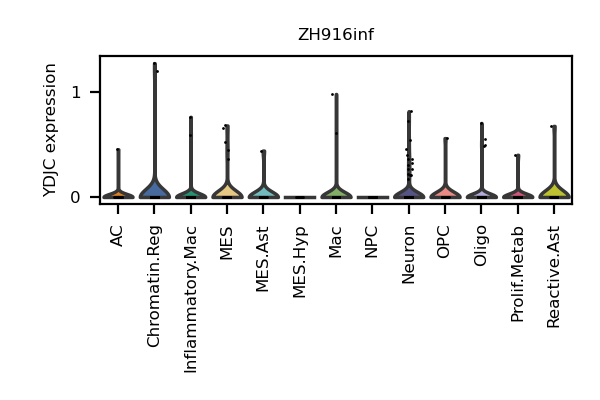 ZH916inf
YDJC expression
1
0
AC
Chromatin.Reg
Inflammatory.Mac
MES
MES.Ast
MES.Hyp
Mac
NPC
Neuron
OPC
Oligo
Prolif.Metab
Reactive.Ast